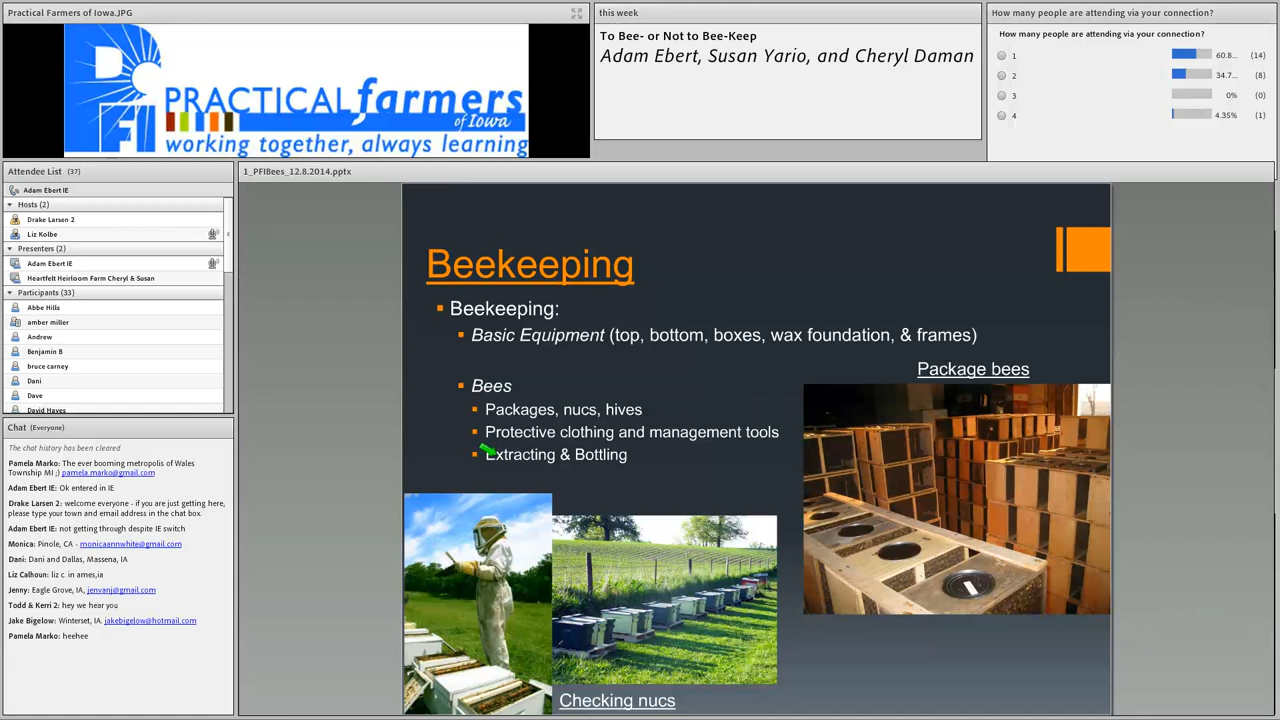 Practical Farmers of Iowa.JPG
PFI
PRACTICAL farmers
of Iowa
working together, always learning
this week
To Bee- or Not to Bee-Keep
Adam Ebert, Susan Yario, and Cheryl Daman
How many people are attending via your connection?
How many people are attending via your connection?
1 60.8... (14)
2 34.7... (8)
3 0% (0)
4 4.35% (1)
Attendee List (37)
Adam Ebert IE
Hosts (2)
Drake Larsen 2
Liz Kolbe
Presenters (2)
Adam Ebert IE
Heartfelt Heirloom Farm Cheryl & Susan
Participants (33)
Abbe Hills
amber miller
Andrew
Benjamin B
bruce carney
Dani
Dave
David Hayes
Chat (Everyone)
The chat history has been cleared
Pamela Marko: The ever booming metropolis of Wales
Township MI ;) pamela.marko@gmail.com
Adam Ebert IE: Ok entered in IE
Drake Larsen 2: welcome everyone - if you are just getting here,
please type your town and email address in the chat box.
Adam Ebert IE: not getting through despite IE switch
Monica: Pinole, CA - monicaannwhite@gmail.com
Dani: Dani and Dallas, Massena, IA
Liz Calhoun: liz c. in ames,ia
Jenny: Eagle Grove, IA, jenvanj@gmail.com
Todd & Kerri 2: hey we hear you
Jake Bigelow: Winterset, IA. jakebigelow@hotmail.com
Pamela Marko: heehee
1_PFIBees_12.8.2014.pptx
Beekeeping
Beekeeping:
Basic Equipment (top, bottom, boxes, wax foundation, & frames)
Bees
Packages, nucs, hives
Protective clothing and management tools
Extracting & Bottling
Package bees
Checking nucs